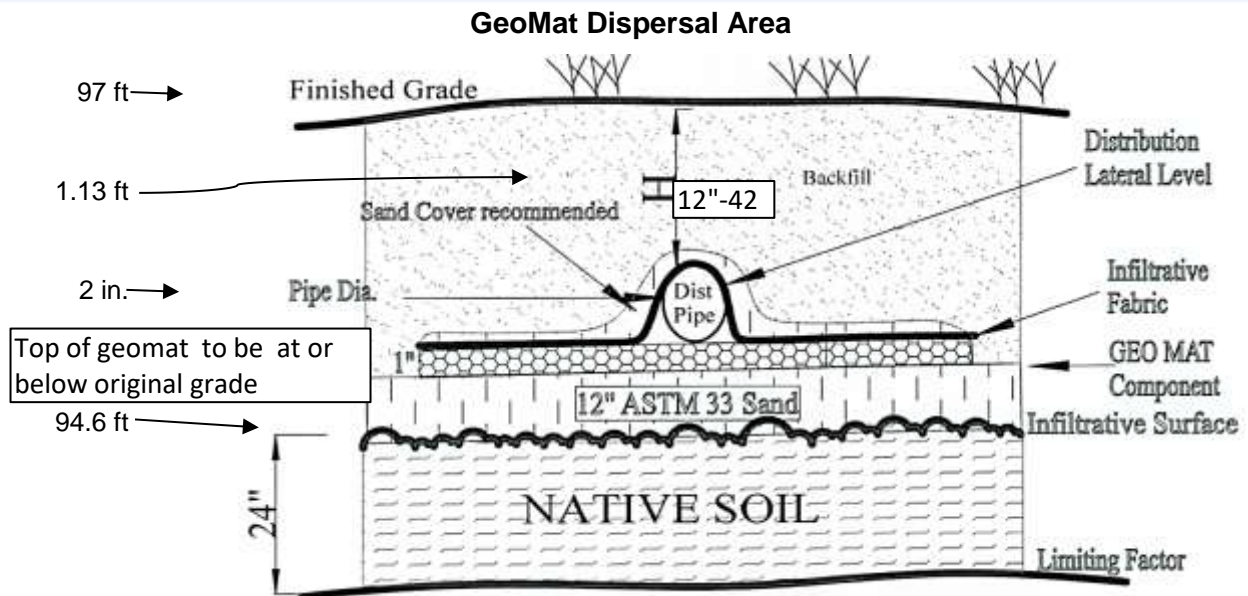 GeoMat Dispersal Area
97 ft
Finished Grade
Distribution
Lateral Level
1.13 ft
Backfill
12"-42
Sand Cover recommended
Infiltrative
Fabric
2 in.
Pipe Dia.
Dist
Pipe
Top of geomat to be at or
below original grade
1"
GEO MAT
Component
12" ASTM 33 Sand
94.6 ft
Infiltrative Surface
24"
NATIVE SOIL
Limiting Factor